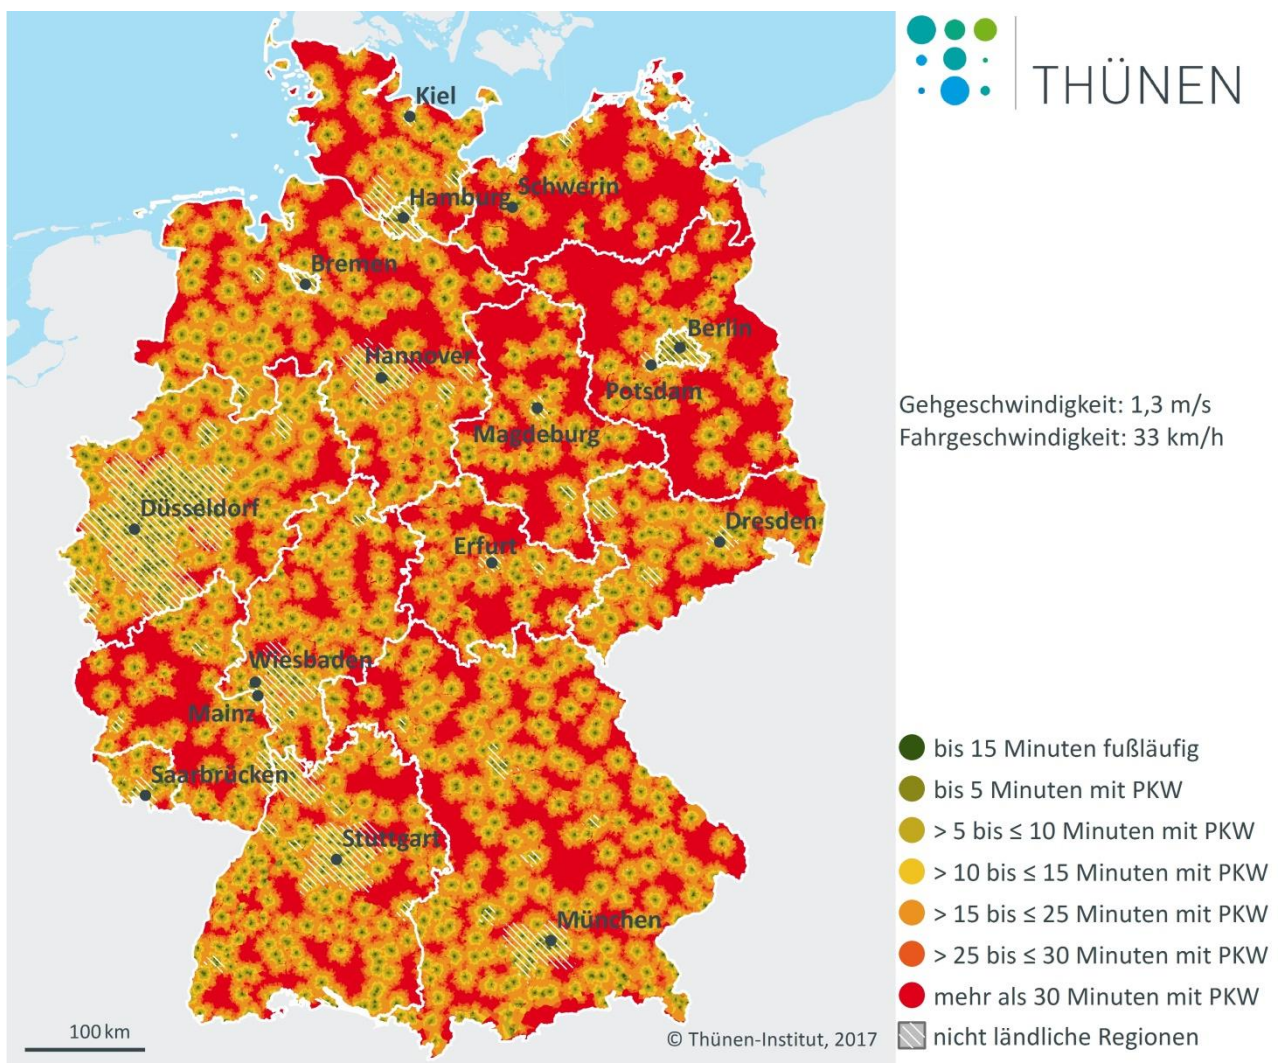 THÜNEN
Kiel
Schwerin
Hamburg
Bremen
Berlin
Hannover
Potsdam
Magdeburg
Düsseldorf
Dresden
Erfurt
Wiesbaden
Mainz
Saarbrücken
Stuttgart
München
Gehgeschwindigkeit: 1,3 m/s
Fahrgeschwindigkeit: 33 km/h
bis 15 Minuten fußläufig
bis 5 Minuten mit PKW
> 5 bis ≤ 10 Minuten mit PKW
> 10 bis ≤ 15 Minuten mit PKW
> 15 bis ≤ 25 Minuten mit PKW
> 25 bis ≤ 30 Minuten mit PKW
mehr als 30 Minuten mit PKW
nicht ländliche Regionen
100 km
© Thünen-Institut, 2017